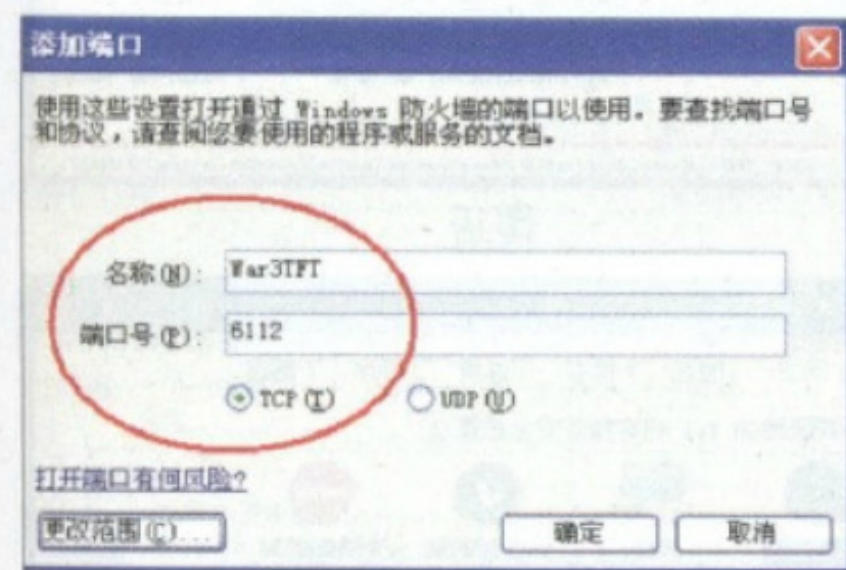 添加端口
使用这些设置打开通过 Windows 防火墙的端口以使用。要查找端口号
和协议，请查阅您要使用的程序或服务的文档。
名称(N): War3TFT
端口号(P): 6112
TCP(T) UDP(U)
打开端口有何风险?
更改范围(C)... 确定 取消